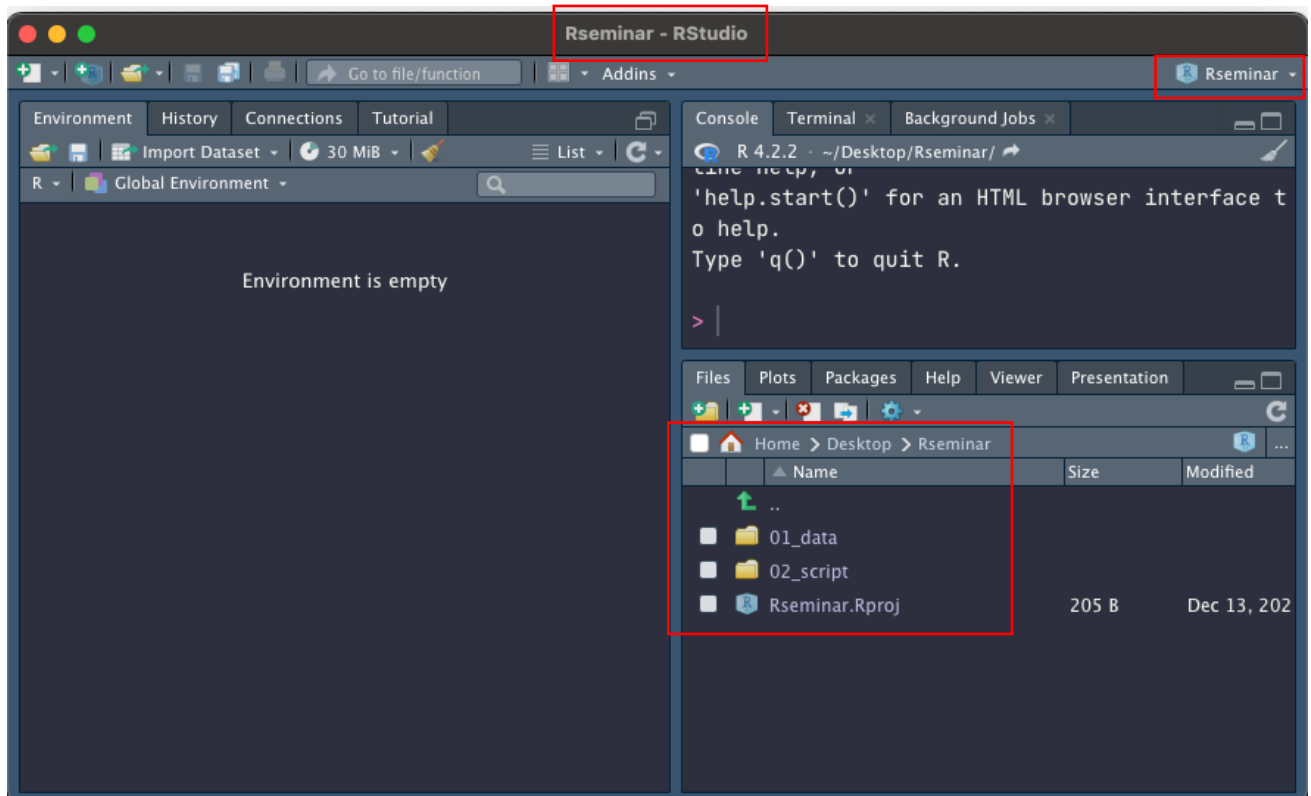 Rseminar - RStudio
Go to file/function
Addins
Rseminar
Environment History Connections Tutorial
Import Dataset
30 MiB
List
R
Global Environment
Environment is empty
Console Terminal Background Jobs
R 4.2.2 · ~/Desktop/Rseminar/
line help, or
'help.start()' for an HTML browser interface t
o help.
Type 'q()' to quit R.
>
Files Plots Packages Help Viewer Presentation
Home > Desktop > Rseminar
...
Name Size Modified
..
01_data
02_script
Rseminar.Rproj 205 B Dec 13, 202